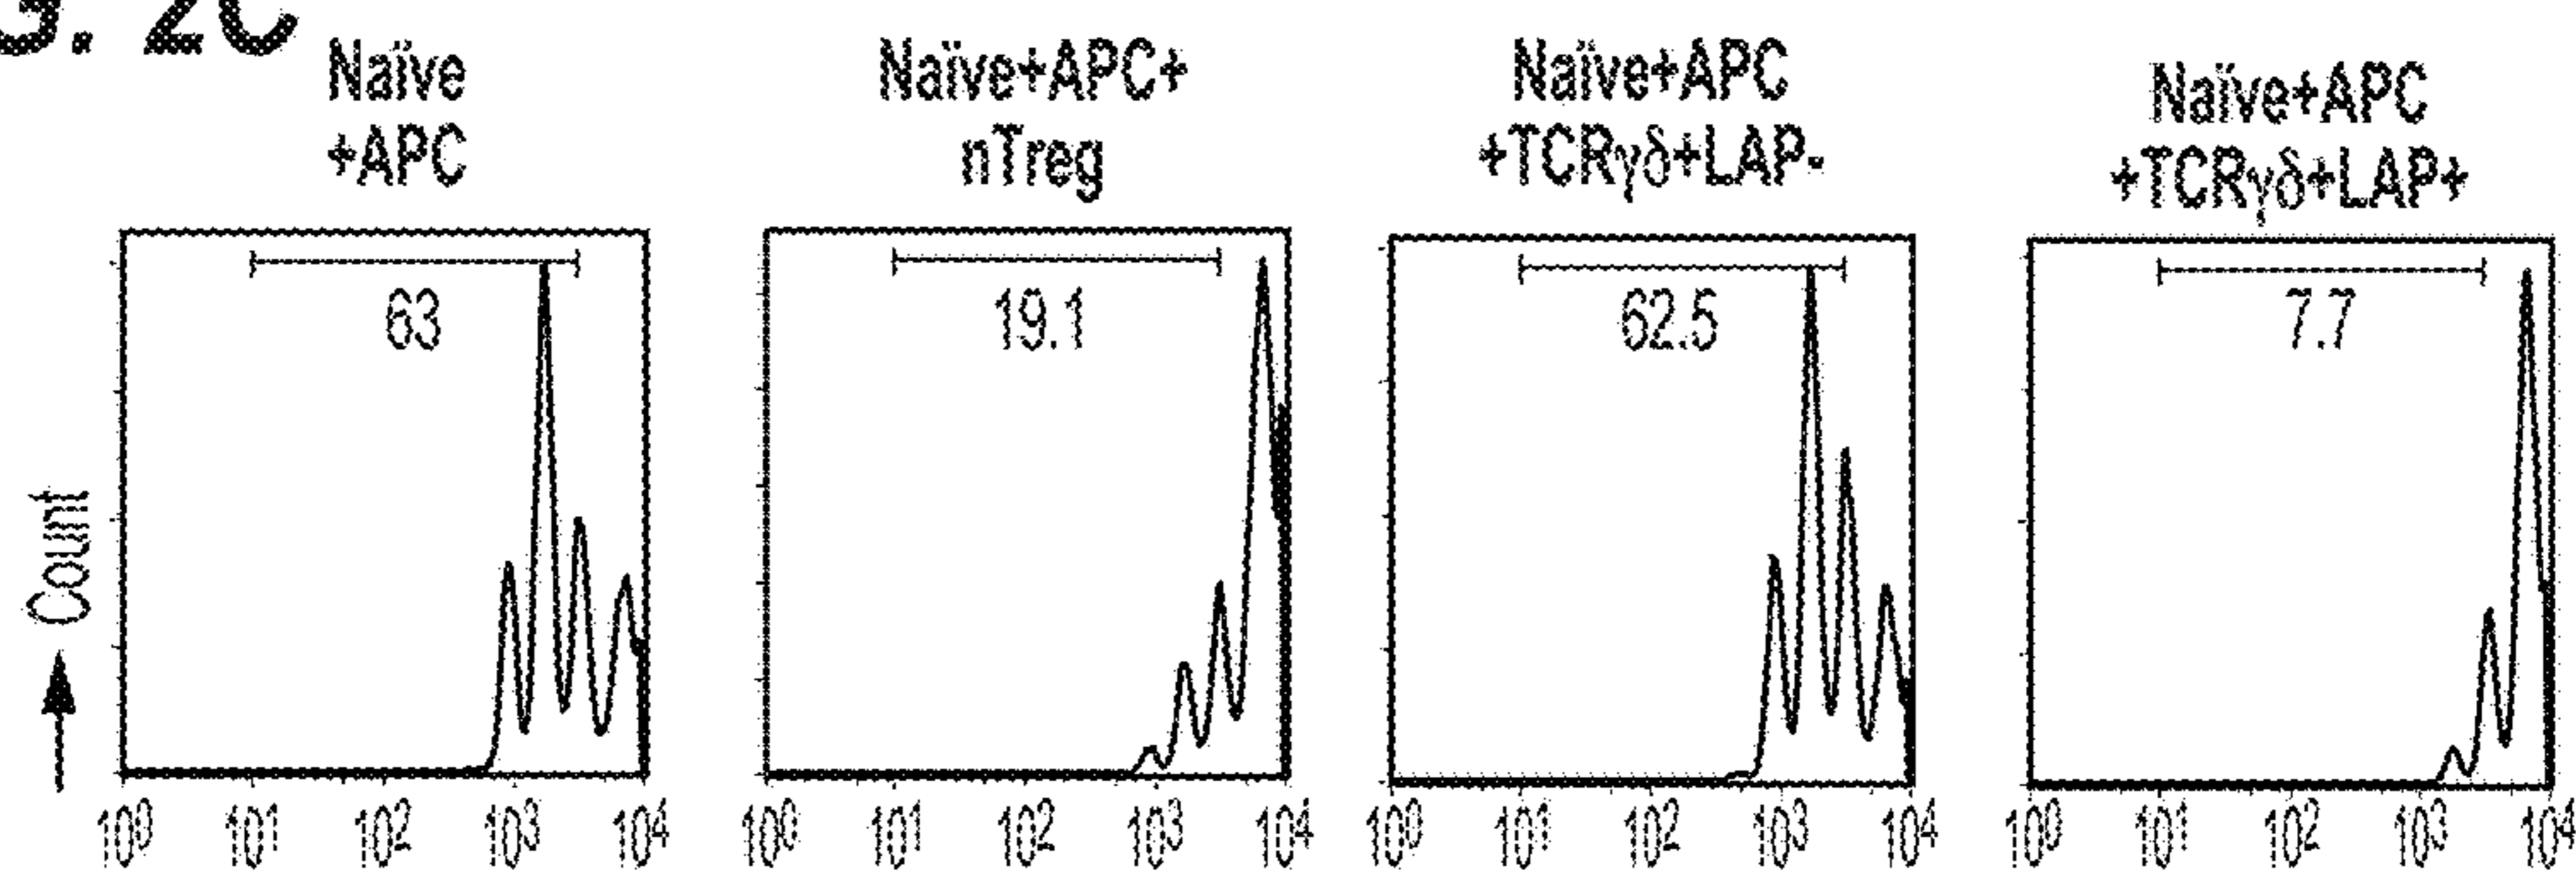 G. 2C
Naïve
+APC
Naïve+APC+
nTreg
Naïve+APC
+TCRγδ+LAP-
Naïve+APC
+TCRγδ+LAP+
63
19.1
62.5
7.7
Count
10⁰ 10¹ 10² 10³ 10⁴
10⁰ 10¹ 10² 10³ 10⁴
10⁰ 10¹ 10² 10³ 10⁴
10⁰ 10¹ 10² 10³ 10⁴